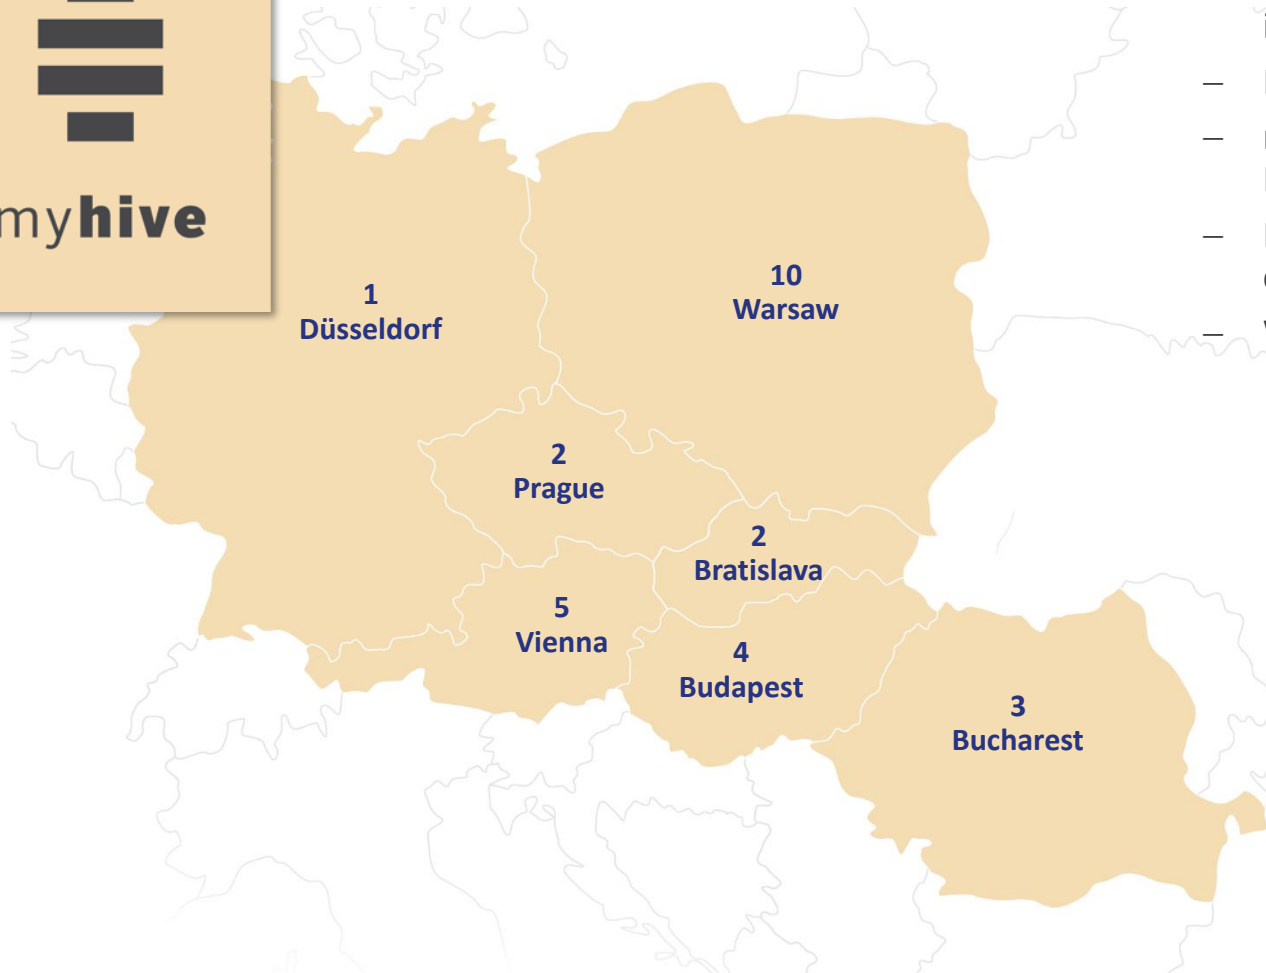 myhive
1
Düsseldorf
10
Warsaw
2
Prague
2
Bratislava
5
Vienna
4
Budapest
3
Bucharest
–
–
–
–